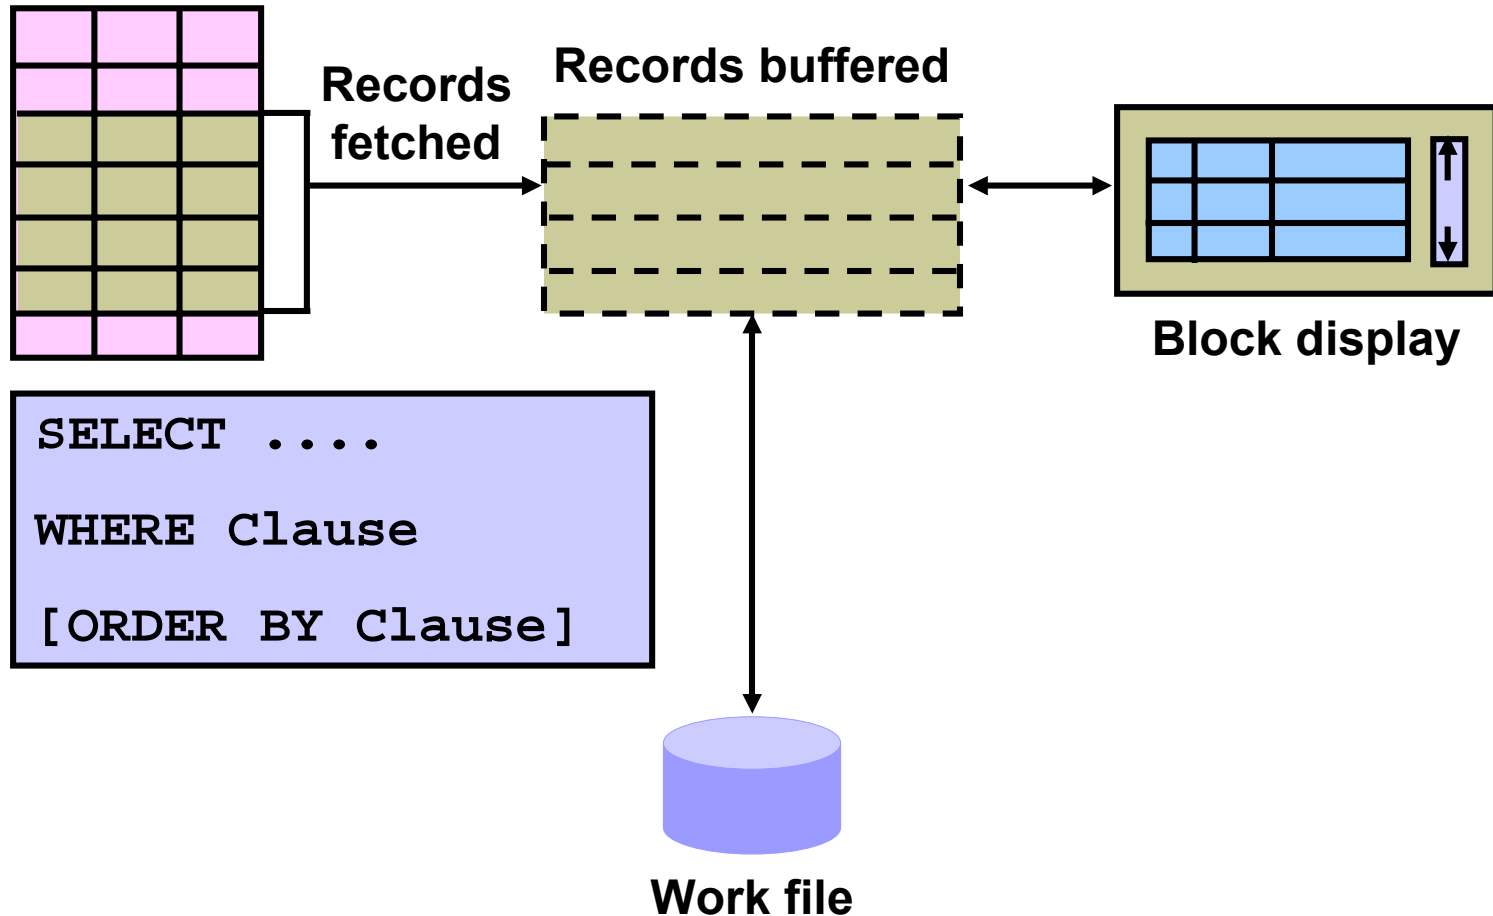 Records
fetched
Records buffered
Block display
SELECT ....
WHERE Clause
[ORDER BY Clause]
Work file